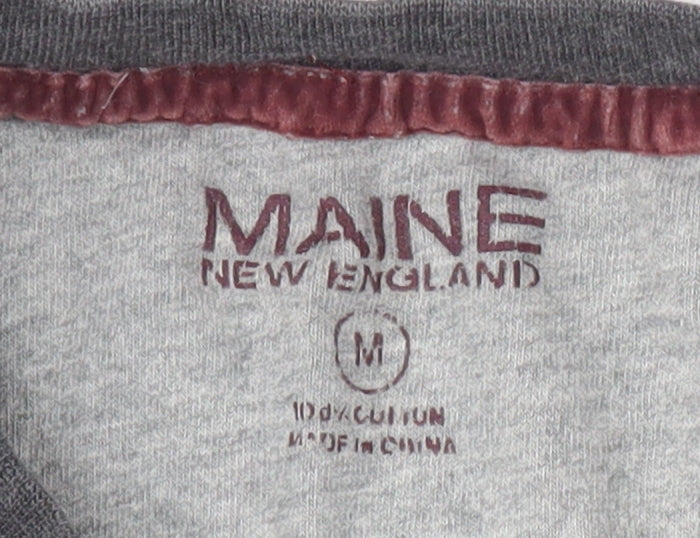 MAINE
NEW ENGLAND
M
100% COTTON
MADE IN CHINA